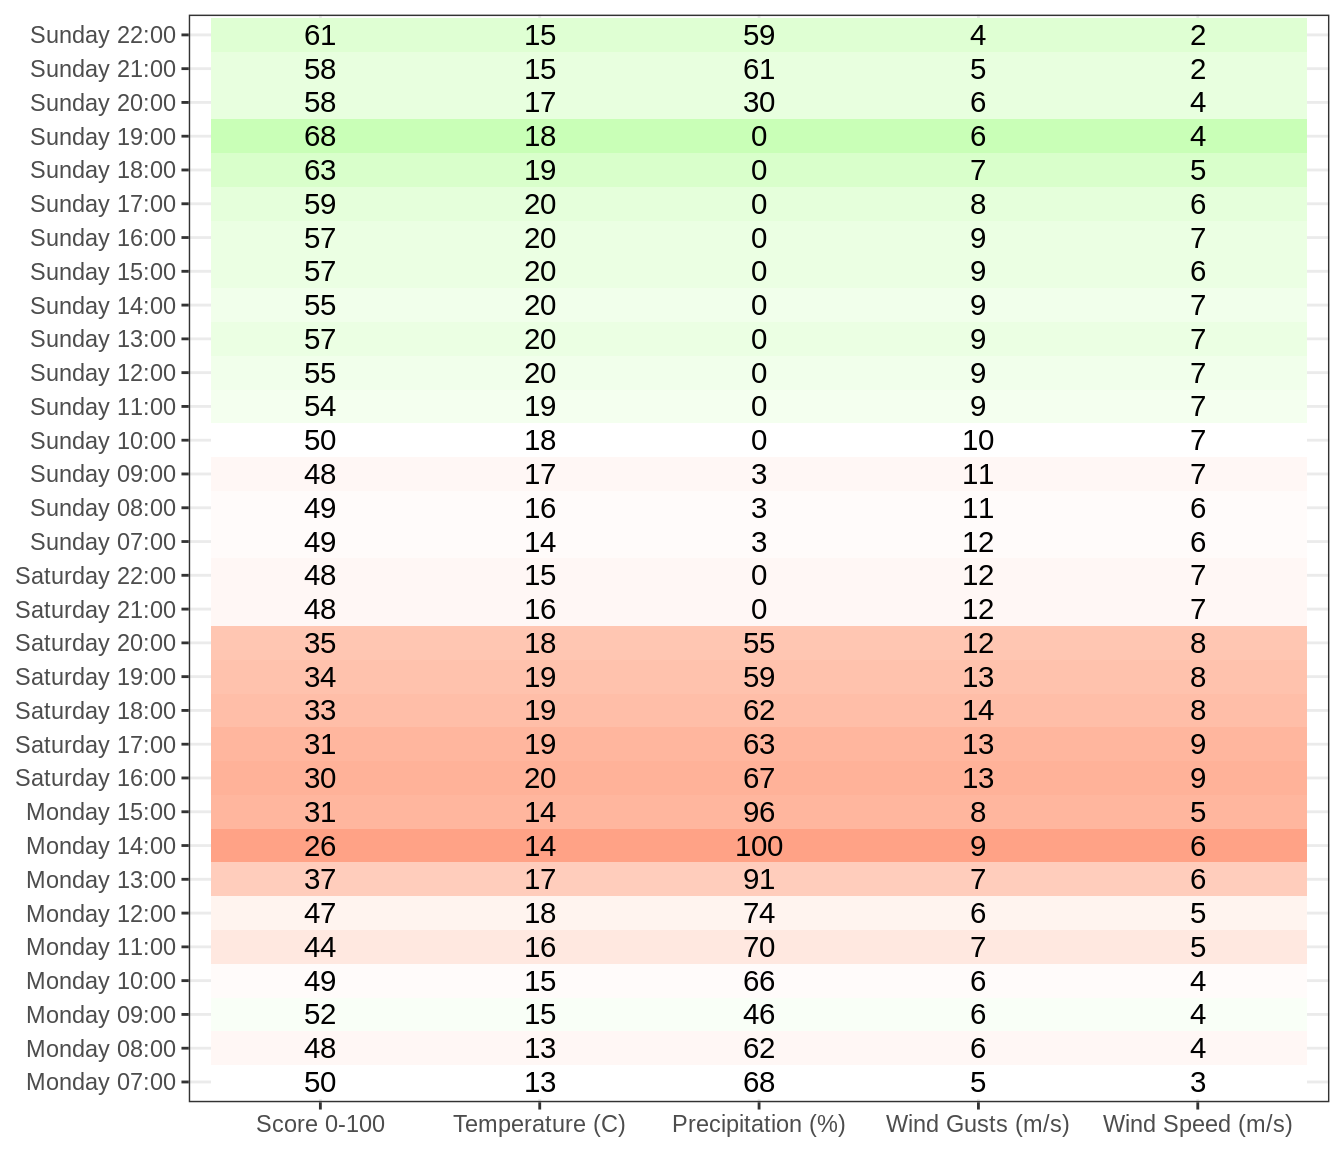 Sunday 22:00 61 15 59 4 2
Sunday 21:00 58 15 61 5 2
Sunday 20:00 58 17 30 6 4
Sunday 19:00 68 18 0 6 4
Sunday 18:00 63 19 0 7 5
Sunday 17:00 59 20 0 8 6
Sunday 16:00 57 20 0 9 7
Sunday 15:00 57 20 0 9 6
Sunday 14:00 55 20 0 9 7
Sunday 13:00 57 20 0 9 7
Sunday 12:00 55 20 0 9 7
Sunday 11:00 54 19 0 9 7
Sunday 10:00 50 18 0 10 7
Sunday 09:00 48 17 3 11 7
Sunday 08:00 49 16 3 11 6
Sunday 07:00 49 14 3 12 6
Saturday 22:00 48 15 0 12 7
Saturday 21:00 48 16 0 12 7
Saturday 20:00 35 18 55 12 8
Saturday 19:00 34 19 59 13 8
Saturday 18:00 33 19 62 14 8
Saturday 17:00 31 19 63 13 9
Saturday 16:00 30 20 67 13 9
Monday 15:00 31 14 96 8 5
Monday 14:00 26 14 100 9 6
Monday 13:00 37 17 91 7 6
Monday 12:00 47 18 74 6 5
Monday 11:00 44 16 70 7 5
Monday 10:00 49 15 66 6 4
Monday 09:00 52 15 46 6 4
Monday 08:00 48 13 62 6 4
Monday 07:00 50 13 68 5 3
Score 0-100 Temperature (C) Precipitation (%) Wind Gusts (m/s) Wind Speed (m/s)